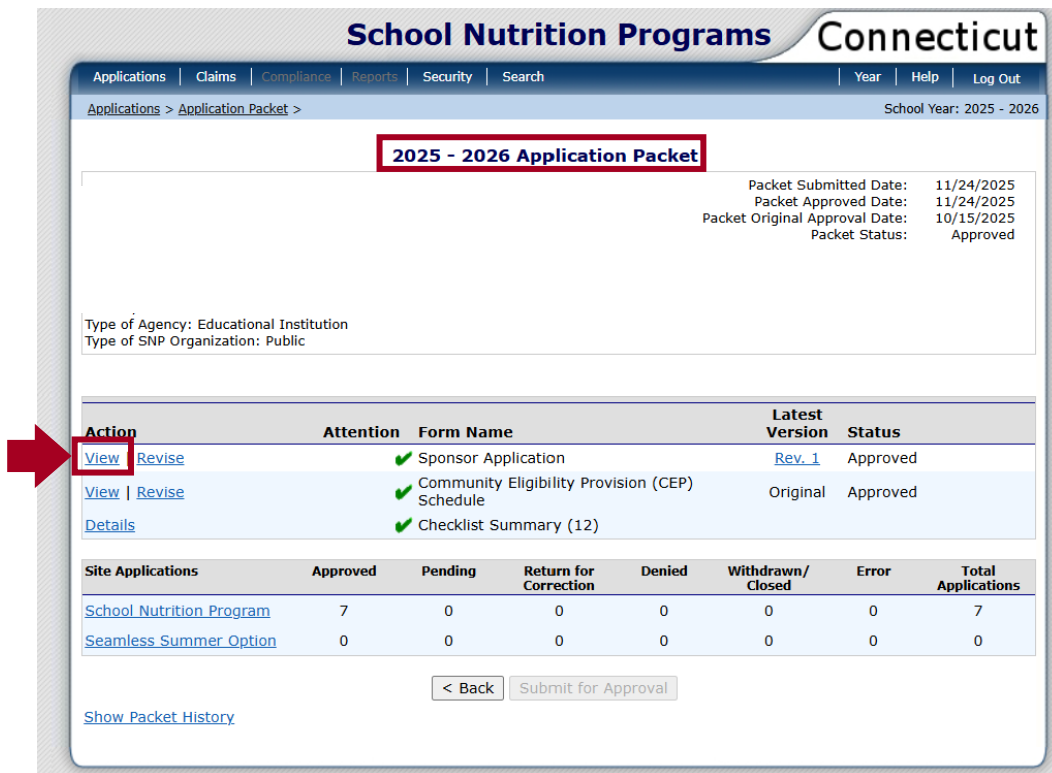 School Nutrition Programs Connecticut
Applications | Claims | Compliance | Reports | Security | Search | Year | Help | Log Out
Applications > Application Packet > School Year: 2025 - 2026
2025 - 2026 Application Packet
Packet Submitted Date: 11/24/2025
Packet Approved Date: 11/24/2025
Packet Original Approval Date: 10/15/2025
Packet Status: Approved
Type of Agency: Educational Institution
Type of SNP Organization: Public
Action Attention Form Name Latest Version Status
View | Revise Sponsor Application Rev. 1 Approved
View | Revise Community Eligibility Provision (CEP) Schedule Original Approved
Details Checklist Summary (12)
Site Applications Approved Pending Return for Correction Denied Withdrawn/ Closed Error Total Applications
School Nutrition Program 7 0 0 0 0 0 7
Seamless Summer Option 0 0 0 0 0 0 0
< Back Submit for Approval
Show Packet History